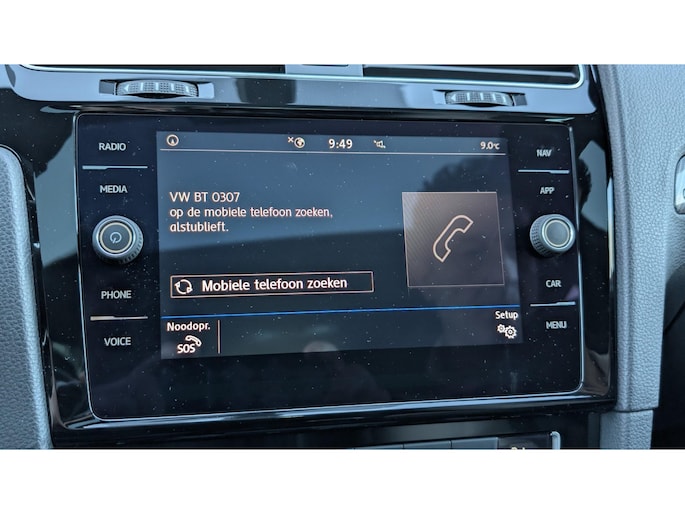 RADIO
MEDIA
PHONE
VOICE
9:49
9.0°C
VW BT 0307
op de mobiele telefoon zoeken,
alstublieft.
Mobiele telefoon zoeken
Noodopr.
SOS
Setup
NAV
APP
CAR
MENU